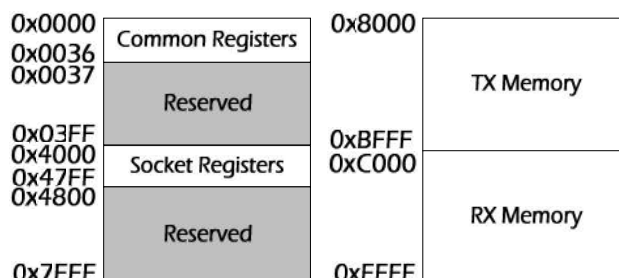 0x0000
Common Registers
0x0036
0x0037
Reserved
0x03FF
0x4000
Socket Registers
0x47FF
0x4800
Reserved
0x7FFF
0x8000
TX Memory
0xBFFF
0xC000
RX Memory
0xFFFF